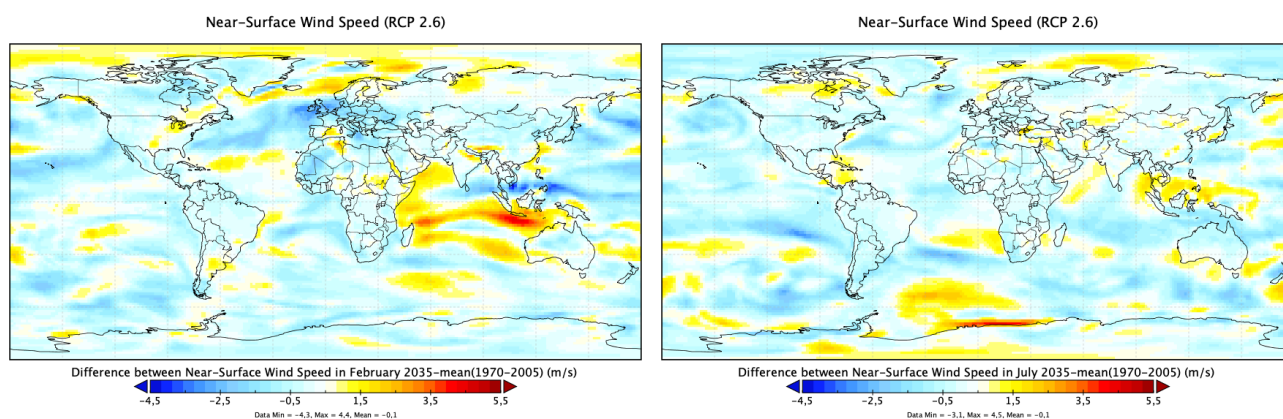 Near-Surface Wind Speed (RCP 2.6)
Difference between Near-Surface Wind Speed in February 2035-mean(1970-2005) (m/s)
-4,5 -2,5 -0,5 1,5 3,5 5,5
Data Min = -4,3, Max = 4,4, Mean = -0,1
Near-Surface Wind Speed (RCP 2.6)
Difference between Near-Surface Wind Speed in July 2035-mean(1970-2005) (m/s)
-4,5 -2,5 -0,5 1,5 3,5 5,5
Data Min = -3,1, Max = 4,5, Mean = -0,1